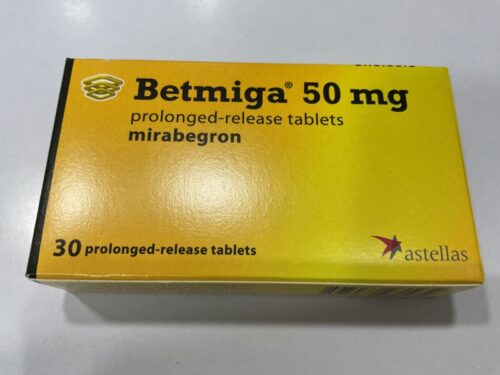 Betmiga® 50 mg
prolonged-release tablets
mirabegron
30 prolonged-release tablets
astellas